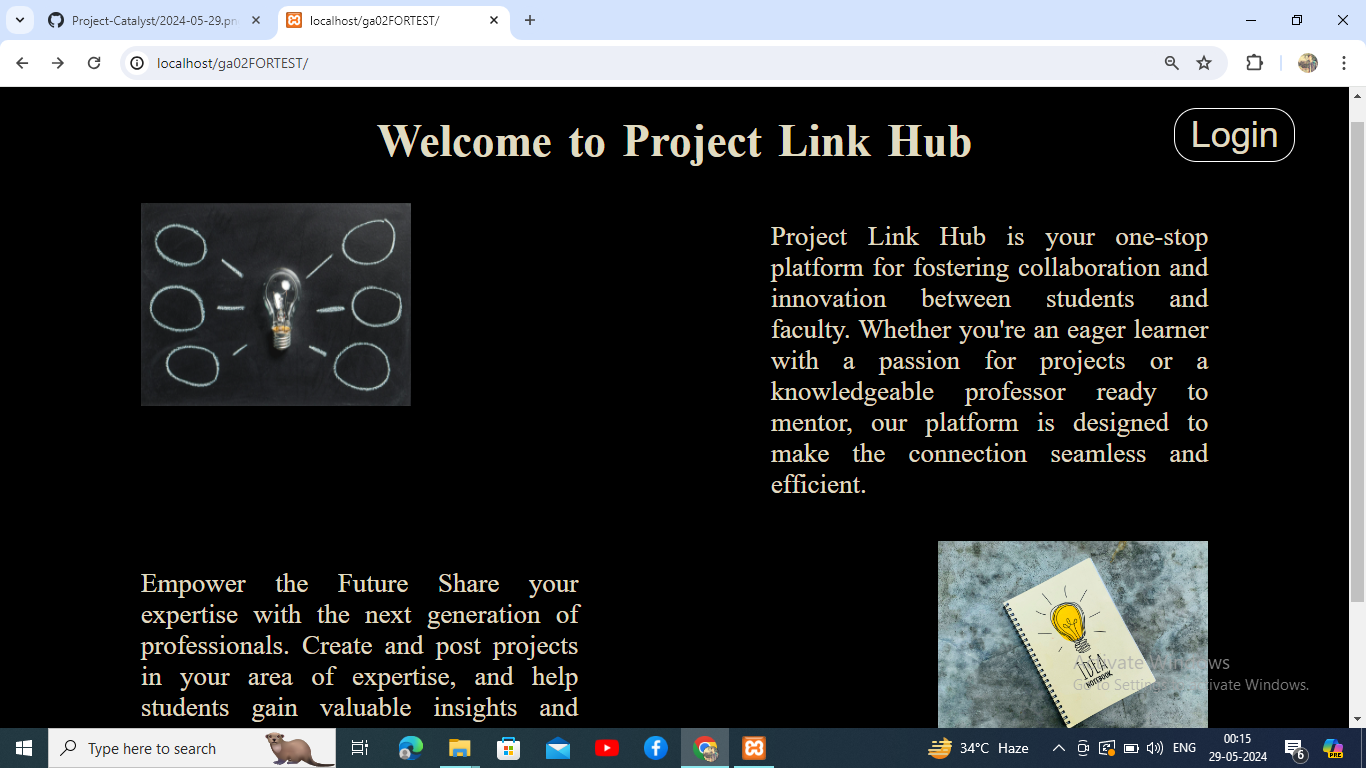 Project-Catalyst/2024-05-29.pn
localhost/ga02FORTEST/
localhost/ga02FORTEST/
Welcome to Project Link Hub
Login
Project Link Hub is your one-stop
platform for fostering collaboration and
innovation between students and
faculty. Whether you're an eager learner
with a passion for projects or a
knowledgeable professor ready to
mentor, our platform is designed to
make the connection seamless and
efficient.
Empower the Future Share your
expertise with the next generation of
professionals. Create and post projects
in your area of expertise, and help
students gain valuable insights and
IDEA
NOTEBOOK
Activate Windows
Go to Settings to activate Windows.
Type here to search
34°C Haze
ENG
00:15
29-05-2024
6
PRE